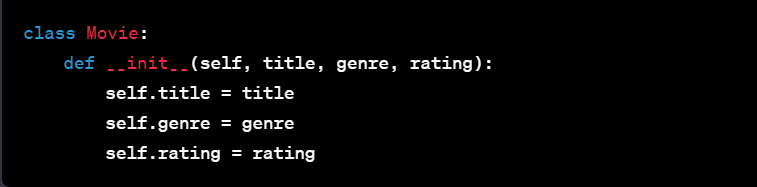 class Movie:
    def __init__(self, title, genre, rating):
        self.title = title
        self.genre = genre
        self.rating = rating